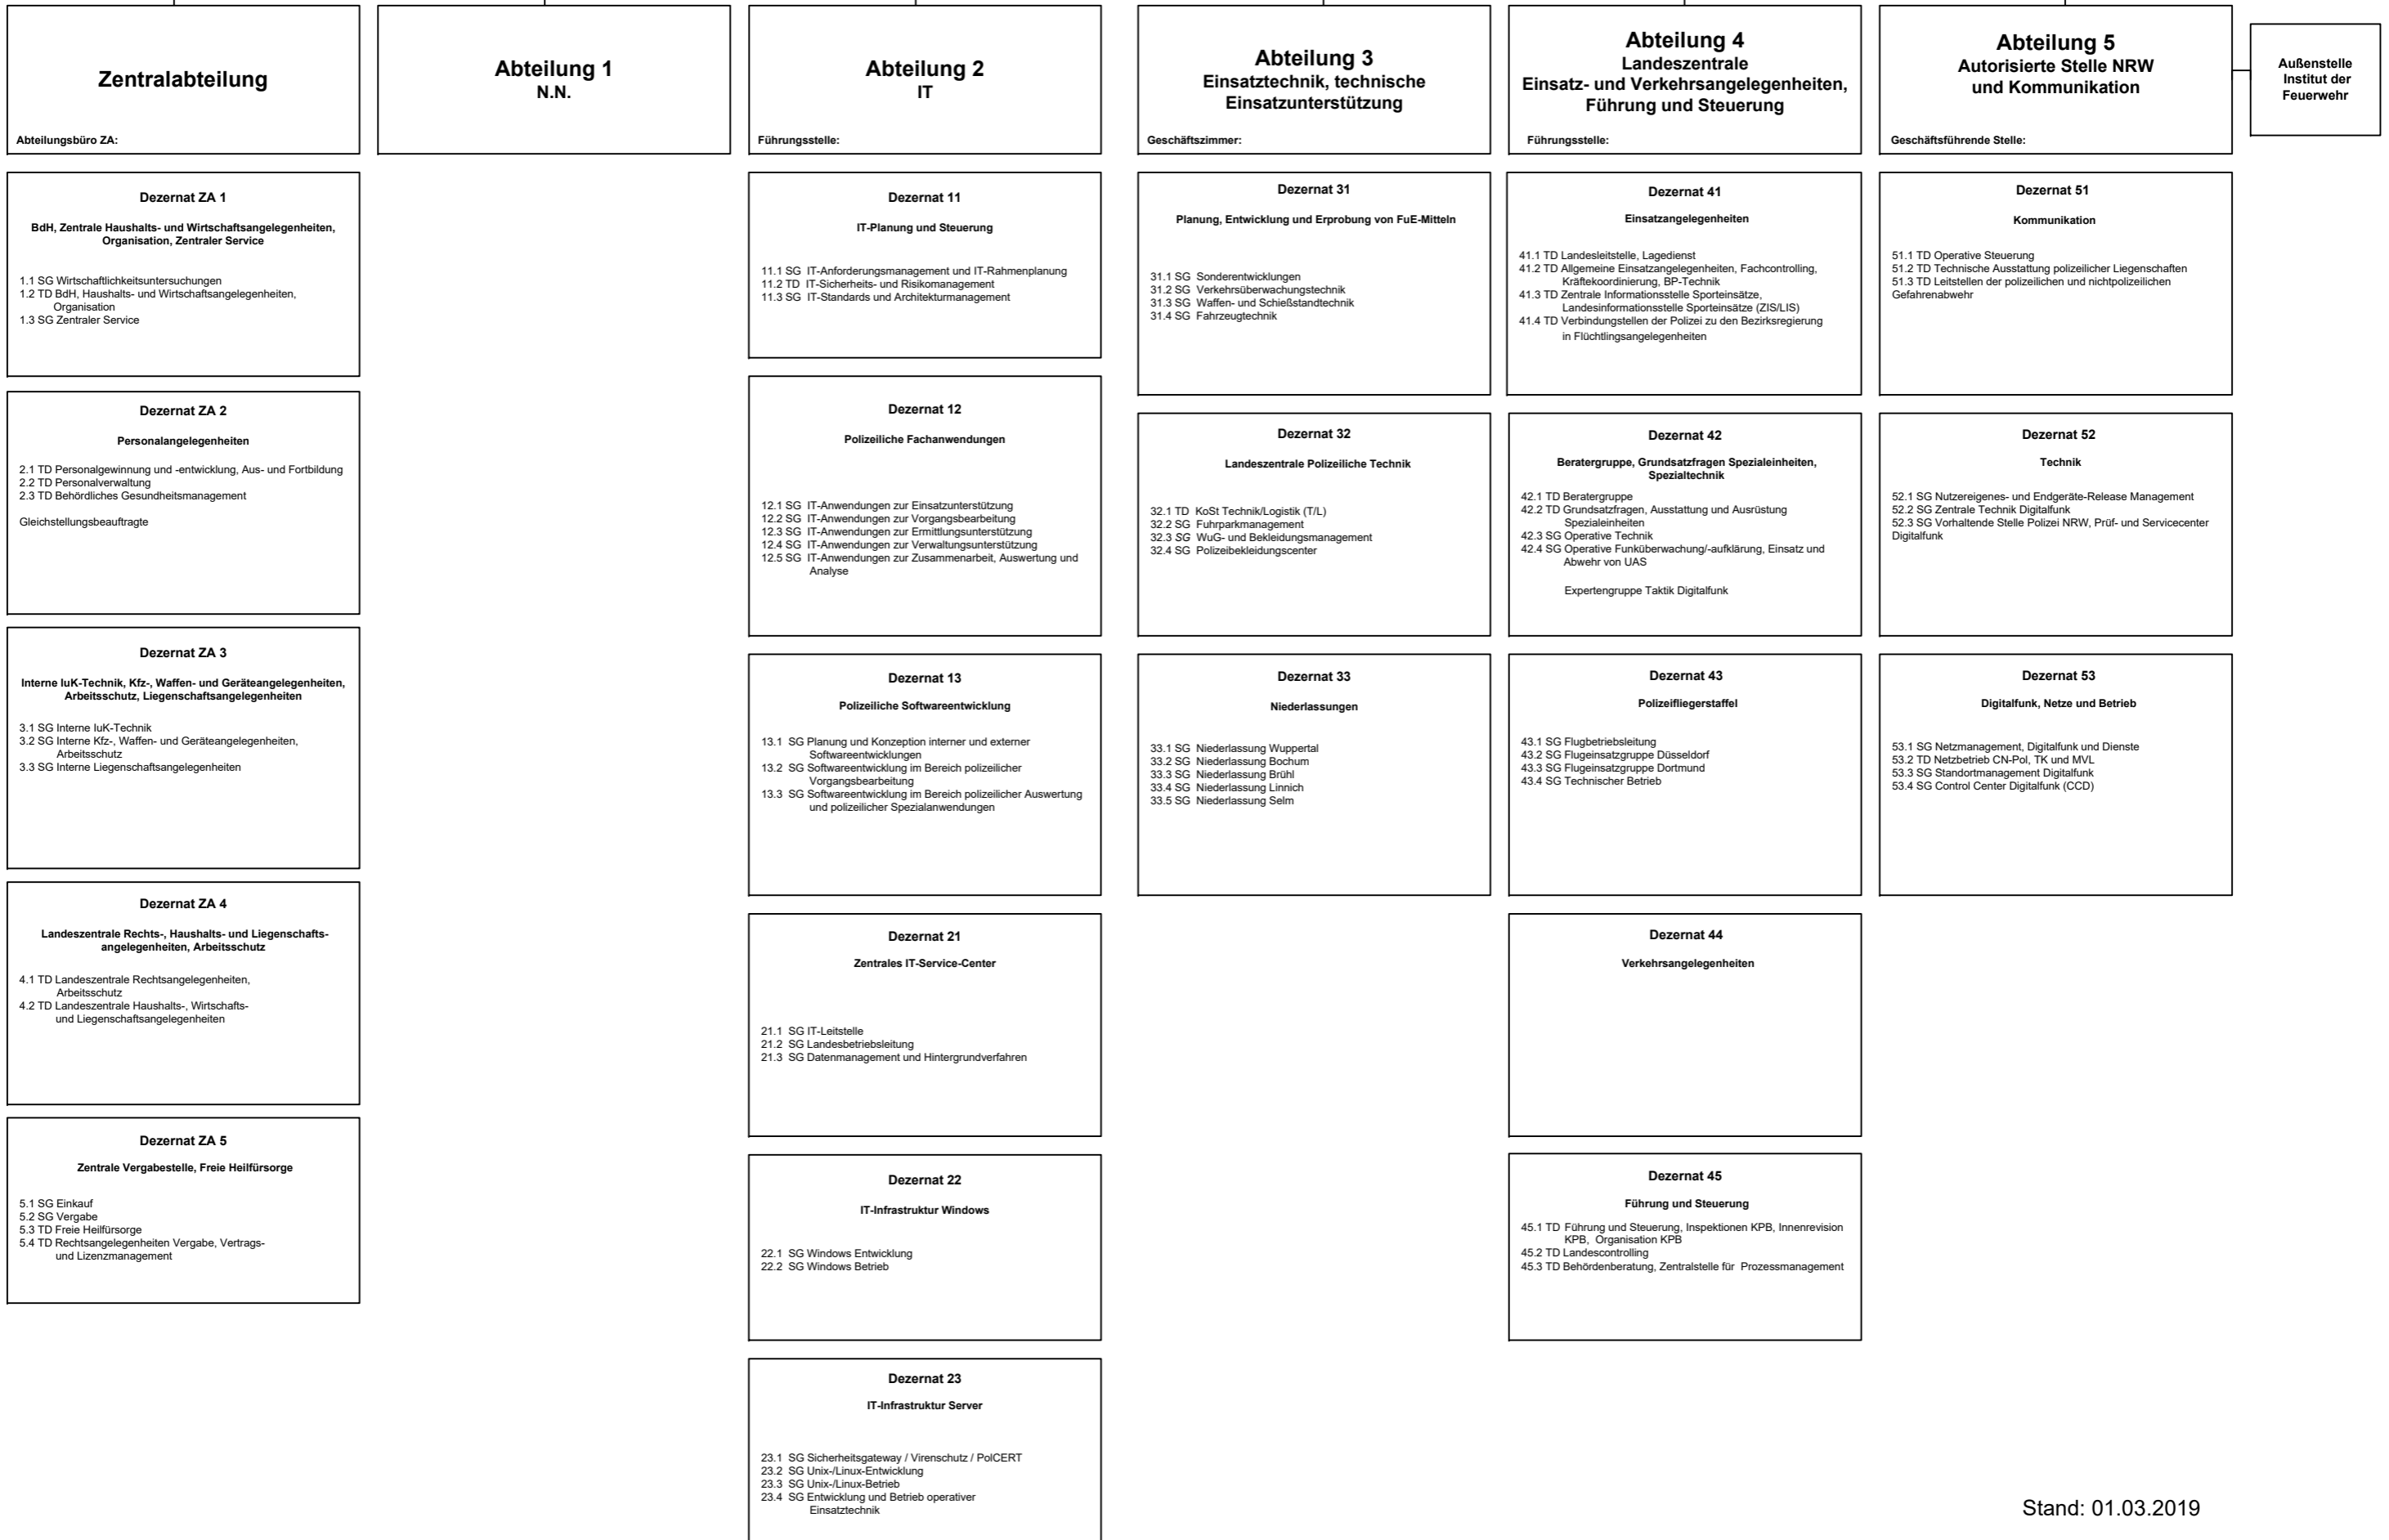 Zentralabteilung
Abteilungsbüro ZA:
Dezernat ZA 1
BdH, Zentrale Haushalts- und Wirtschaftsangelegenheiten,
Organisation, Zentraler Service
1.1 SG Wirtschaftlichkeitsuntersuchungen
1.2 TD BdH, Haushalts- und Wirtschaftsangelegenheiten,
Organisation
1.3 SG Zentraler Service
Dezernat ZA 2
Personalangelegenheiten
2.1 TD Personalgewinnung und -entwicklung, Aus- und Fortbildung
2.2 TD Personalverwaltung
2.3 TD Behördliches Gesundheitsmanagement
Gleichstellungsbeauftragte
Dezernat ZA 3
Interne IuK-Technik, Kfz-, Waffen- und Geräteangelegenheiten,
Arbeitsschutz, Liegenschaftsangelegenheiten
3.1 SG Interne IuK-Technik
3.2 SG Interne Kfz-, Waffen- und Geräteangelegenheiten,
Arbeitsschutz
3.3 SG Interne Liegenschaftsangelegenheiten
Dezernat ZA 4
Landeszentrale Rechts-, Haushalts- und Liegenschafts-
angelegenheiten, Arbeitsschutz
4.1 TD Landeszentrale Rechtsangelegenheiten,
Arbeitsschutz
4.2 TD Landeszentrale Haushalts-, Wirtschafts-
und Liegenschaftsangelegenheiten
Dezernat ZA 5
Zentrale Vergabestelle, Freie Heilfürsorge
5.1 SG Einkauf
5.2 SG Vergabe
5.3 TD Freie Heilfürsorge
5.4 TD Rechtsangelegenheiten Vergabe, Vertrags-
und Lizenzmanagement
Abteilung 1
N.N.
Abteilung 2
IT
Führungsstelle:
Dezernat 11
IT-Planung und Steuerung
11.1 SG IT-Anforderungsmanagement und IT-Rahmenplanung
11.2 TD IT-Sicherheits- und Risikomanagement
11.3 SG IT-Standards und Architekturmanagement
Dezernat 12
Polizeiliche Fachanwendungen
12.1 SG IT-Anwendungen zur Einsatzunterstützung
12.2 SG IT-Anwendungen zur Vorgangsbearbeitung
12.3 SG IT-Anwendungen zur Ermittlungsunterstützung
12.4 SG IT-Anwendungen zur Verwaltungsunterstützung
12.5 SG IT-Anwendungen zur Zusammenarbeit, Auswertung und
Analyse
Dezernat 13
Polizeiliche Softwareentwicklung
13.1 SG Planung und Konzeption interner und externer
Softwareentwicklungen
13.2 SG Softwareentwicklung im Bereich polizeilicher
Vorgangsbearbeitung
13.3 SG Softwareentwicklung im Bereich polizeilicher Auswertung
und polizeilicher Spezialanwendungen
Dezernat 21
Zentrales IT-Service-Center
21.1 SG IT-Leitstelle
21.2 SG Landesbetriebsleitung
21.3 SG Datenmanagement und Hintergrundverfahren
Dezernat 22
IT-Infrastruktur Windows
22.1 SG Windows Entwicklung
22.2 SG Windows Betrieb
Dezernat 23
IT-Infrastruktur Server
23.1 SG Sicherheitsgateway / Virenschutz / PolCERT
23.2 SG Unix-/Linux-Entwicklung
23.3 SG Unix-/Linux-Betrieb
23.4 SG Entwicklung und Betrieb operativer
Einsatztechnik
Abteilung 3
Einsatztechnik, technische
Einsatzunterstützung
Geschäftszimmer:
Dezernat 31
Planung, Entwicklung und Erprobung von FuE-Mitteln
31.1 SG Sonderentwicklungen
31.2 SG Verkehrsüberwachungstechnik
31.3 SG Waffen- und Schießstandtechnik
31.4 SG Fahrzeugtechnik
Dezernat 32
Landeszentrale Polizeiliche Technik
32.1 TD KoSt Technik/Logistik (T/L)
32.2 SG Fuhrparkmanagement
32.3 SG WuG- und Bekleidungsmanagement
32.4 SG Polizeibekleidungscenter
Dezernat 33
Niederlassungen
33.1 SG Niederlassung Wuppertal
33.2 SG Niederlassung Bochum
33.3 SG Niederlassung Brühl
33.4 SG Niederlassung Linnich
33.5 SG Niederlassung Selm
Abteilung 4
Landeszentrale
Einsatz- und Verkehrsangelegenheiten,
Führung und Steuerung
Führungsstelle:
Dezernat 41
Einsatzangelegenheiten
41.1 TD Landesleitstelle, Lagedienst
41.2 TD Allgemeine Einsatzangelegenheiten, Fachcontrolling,
Kräftekoordinierung, BP-Technik
41.3 TD Zentrale Informationsstelle Sporteinsätze,
Landesinformationsstelle Sporteinsätze (ZIS/LIS)
41.4 TD Verbindungstellen der Polizei zu den Bezirksregierung
in Flüchtlingsangelegenheiten
Dezernat 42
Beratergruppe, Grundsatzfragen Spezialeinheiten,
Spezialtechnik
42.1 TD Beratergruppe
42.2 TD Grundsatzfragen, Ausstattung und Ausrüstung
Spezialeinheiten
42.3 SG Operative Technik
42.4 SG Operative Funküberwachung/-aufklärung, Einsatz und
Abwehr von UAS
Expertengruppe Taktik Digitalfunk
Dezernat 43
Polizeifliegerstaffel
43.1 SG Flugbetriebsleitung
43.2 SG Flugeinsatzgruppe Düsseldorf
43.3 SG Flugeinsatzgruppe Dortmund
43.4 SG Technischer Betrieb
Dezernat 44
Verkehrsangelegenheiten
Dezernat 45
Führung und Steuerung
45.1 TD Führung und Steuerung, Inspektionen KPB, Innenrevision
KPB, Organisation KPB
45.2 TD Landescontrolling
45.3 TD Behördenberatung, Zentralstelle für Prozessmanagement
Abteilung 5
Autorisierte Stelle NRW
und Kommunikation
Geschäftsführende Stelle:
Dezernat 51
Kommunikation
51.1 TD Operative Steuerung
51.2 TD Technische Ausstattung polizeilicher Liegenschaften
51.3 TD Leitstellen der polizeilichen und nichtpolizeilichen
Gefahrenabwehr
Dezernat 52
Technik
52.1 SG Nutzereigenes- und Endgeräte-Release Management
52.2 SG Zentrale Technik Digitalfunk
52.3 SG Vorhaltende Stelle Polizei NRW, Prüf- und Servicecenter
Digitalfunk
Dezernat 53
Digitalfunk, Netze und Betrieb
53.1 SG Netzmanagement, Digitalfunk und Dienste
53.2 TD Netzbetrieb CN-Pol, TK und MVL
53.3 SG Standortmanagement Digitalfunk
53.4 SG Control Center Digitalfunk (CCD)
Außenstelle
Institut der
Feuerwehr
Stand: 01.03.2019